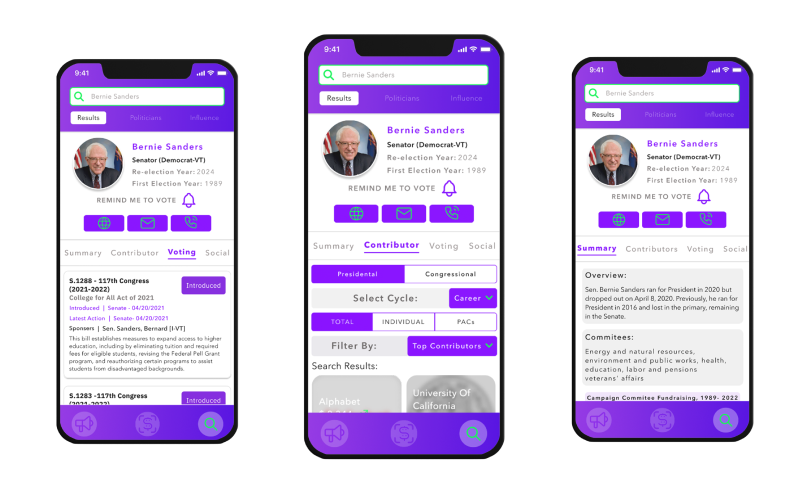 9:41
Bernie Sanders
Results Politicians Influence
Bernie Sanders
Senator (Democrat-VT)
Re-election Year: 2024
First Election Year: 1989
REMIND ME TO VOTE
Summary Contributor Voting Social
S.1288 - 117th Congress
(2021-2022)
Introduced
College for All Act of 2021
Introduced | Senate - 04/20/2021
Latest Action | Senate- 04/20/2021
Sponsors | Sen. Sanders, Bernard [I-VT]
This bill establishes measures to expand access to higher
education, including by eliminating tuition and required
fees for eligible students, revising the Federal Pell Grant
program, and reauthorizing certain programs to assist
students from disadvantaged backgrounds.
S.1283 -117th Congress
(2021-2022)
Introduced
9:41
Bernie Sanders
Results Politicians Influence
Bernie Sanders
Senator (Democrat-VT)
Re-election Year: 2024
First Election Year: 1989
REMIND ME TO VOTE
Summary Contributor Voting Social
Presidental Congressional
Select Cycle: Career
TOTAL INDIVIDUAL PACs
Filter By: Top Contributors
Search Results:
Alphabet
University Of
California
9:41
Bernie Sanders
Results Politicians Influence
Bernie Sanders
Senator (Democrat-VT)
Re-election Year: 2024
First Election Year: 1989
REMIND ME TO VOTE
Summary Contributors Voting Social
Overview:
Sen. Bernie Sanders ran for President in 2020 but
dropped out on April 8, 2020. Previously, he ran for
President in 2016 and lost in the primary, remaining
in the Senate.
Commitees:
Energy and natural resources,
environment and public works, health,
education, labor and pensions
veterans' affairs
Campaign Commitee Fundraising, 1989- 2022